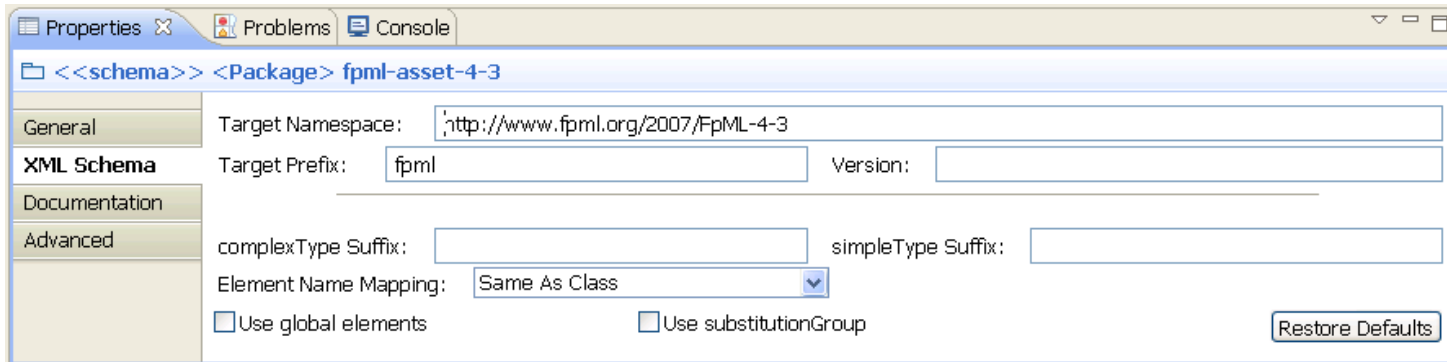 Properties Problems Console
<<schema>> <Package> fpml-asset-4-3
General
XML Schema
Documentation
Advanced
Target Namespace: http://www.fpml.org/2007/FpML-4-3
Target Prefix: fpml Version:
complexType Suffix: simpleType Suffix:
Element Name Mapping: Same As Class
Use global elements Use substitutionGroup Restore Defaults